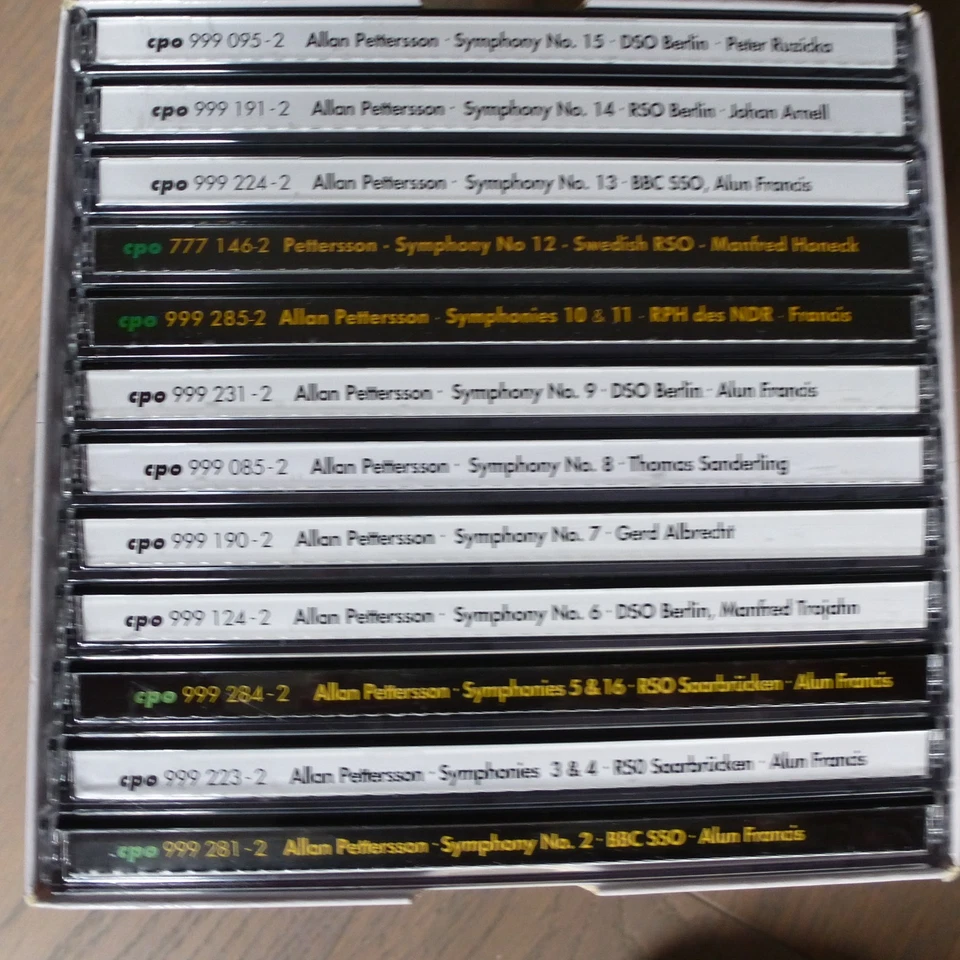 cpo 999 095-2 Allan Pettersson - Symphony No. 15 - DSO Berlin - Peter Ruzicka
cpo 999 191-2 Allan Pettersson - Symphony No. 14 - RSO Berlin - Johan Arnell
cpo 999 224-2 Allan Pettersson - Symphony No. 13 - BBC SSO, Alun Francis
cpo 777 146-2 Pettersson - Symphony No 12 - Swedish RSO - Manfred Honeck
cpo 999 285-2 Allan Pettersson - Symphonies 10 & 11 - RPH des NDR - Francis
cpo 999 231-2 Allan Pettersson - Symphony No. 9 - DSO Berlin - Alun Francis
cpo 999 085-2 Allan Pettersson - Symphony No. 8 - Thomas Sanderling
cpo 999 190-2 Allan Pettersson - Symphony No. 7 - Gerd Albrecht
cpo 999 124-2 Allan Pettersson - Symphony No. 6 - DSO Berlin, Manfred Trojahn
cpo 999 284-2 Allan Pettersson - Symphonies 5 & 16 - RSO Saarbrücken - Alun Francis
cpo 999 223-2 Allan Pettersson - Symphonies 3 & 4 - RSO Saarbrücken - Alun Francis
cpo 999 281-2 Allan Pettersson - Symphony No. 2 - BBC SSO - Alun Francis